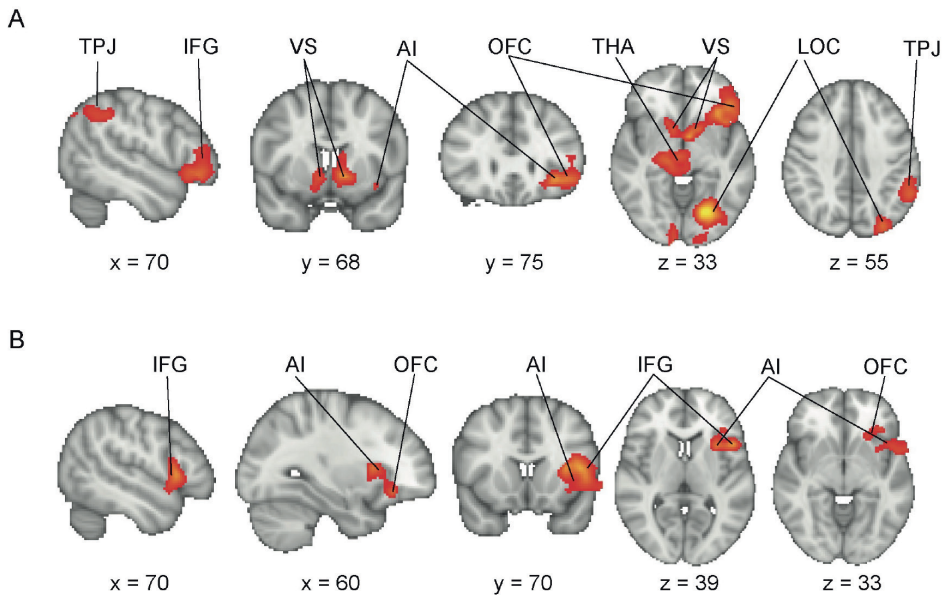 A
TPJ IFG VS AI OFC THA VS LOC TPJ
x = 70 y = 68 y = 75 z = 33 z = 55
B
IFG AI OFC AI IFG AI OFC
x = 70 x = 60 y = 70 z = 39 z = 33